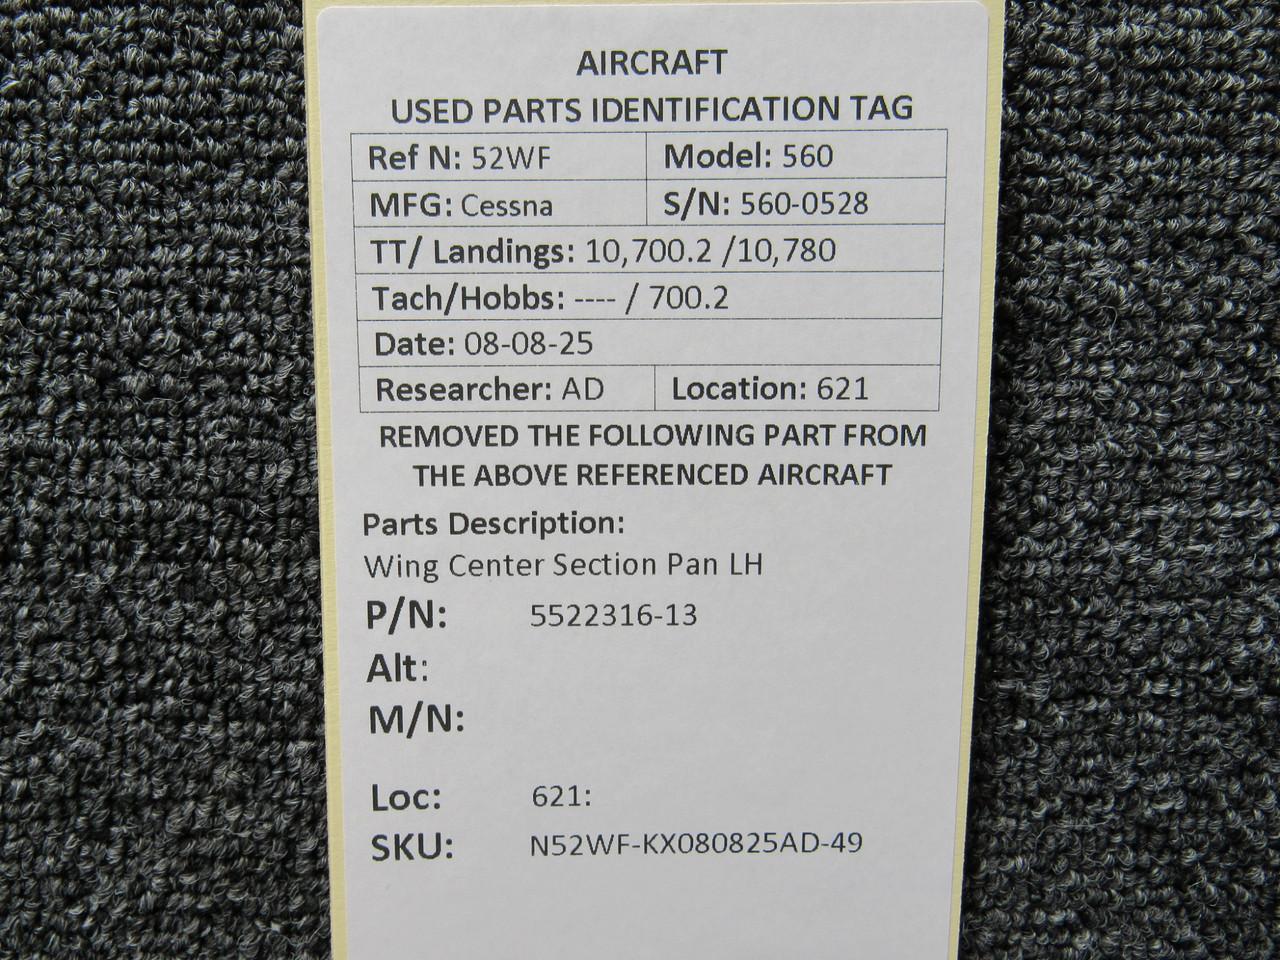 AIRCRAFT
USED PARTS IDENTIFICATION TAG
Ref N: 52WF Model: 560
MFG: Cessna S/N: 560-0528
TT/ Landings: 10,700.2 /10,780
Tach/Hobbs: ---- / 700.2
Date: 08-08-25
Researcher: AD Location: 621
REMOVED THE FOLLOWING PART FROM
THE ABOVE REFERENCED AIRCRAFT
Parts Description:
Wing Center Section Pan LH
P/N: 5522316-13
Alt:
M/N:
Loc: 621:
SKU: N52WF-KX080825AD-49